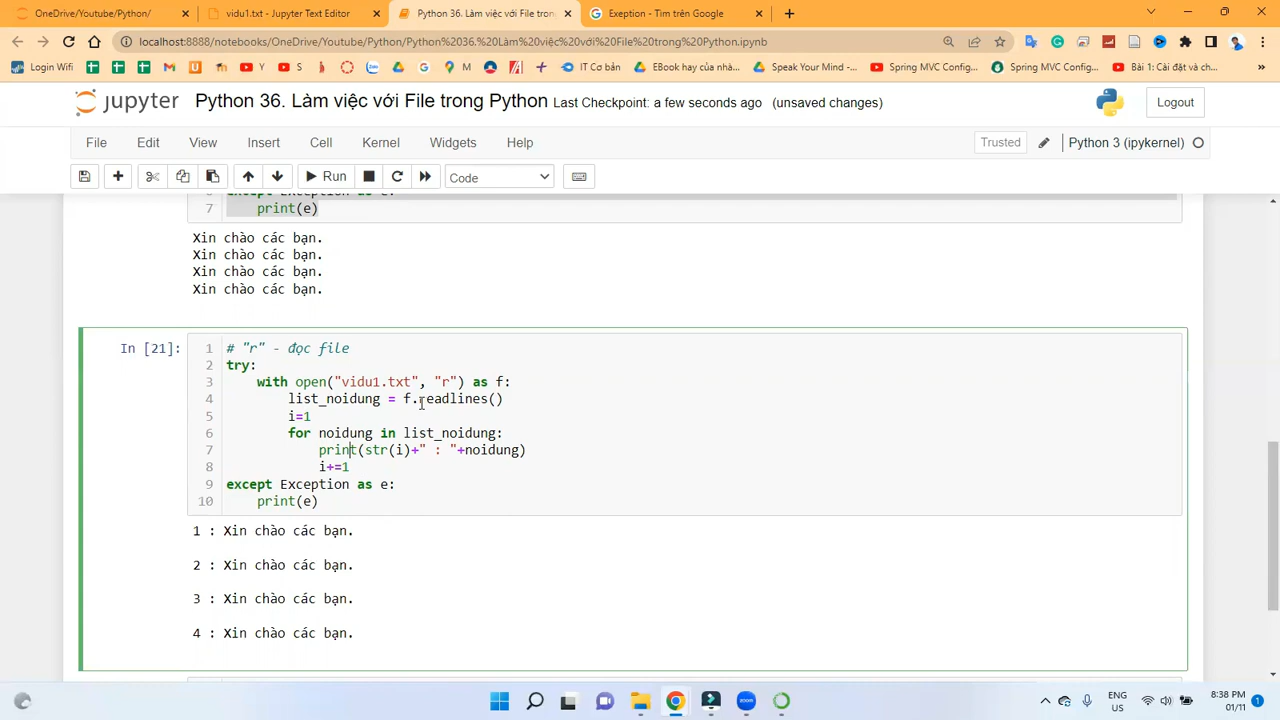 OneDrive/Youtube/Python/
vidu1.txt - Jupyter Text Editor
Python 36. Làm việc với File tron
Exeption - Tìm trên Google
localhost:8888/notebooks/OneDrive/Youtube/Python/Python%2036.%20Làm%20việc%20với%20File%20trong%20Python.ipynb
Login Wifi
Y
S
M
IT Cơ bản
EBook hay của nhà...
Speak Your Mind -...
Spring MVC Config...
Spring MVC Config...
Bài 1: Cài đặt và ch...
»
jupyter Python 36. Làm việc với File trong Python Last Checkpoint: a few seconds ago (unsaved changes)
Logout
File Edit View Insert Cell Kernel Widgets Help
Trusted
Python 3 (ipykernel)
Run
Code
6 except Exception as e:
7 print(e)
Xin chào các bạn.
Xin chào các bạn.
Xin chào các bạn.
Xin chào các bạn.
In [21]:
1 # "r" - đọc file
2 try:
3 with open("vidu1.txt", "r") as f:
4 list_noidung = f.readlines()
5 i=1
6 for noidung in list_noidung:
7 print(str(i)+" : "+noidung)
8 i+=1
9 except Exception as e:
10 print(e)
1 : Xin chào các bạn.
2 : Xin chào các bạn.
3 : Xin chào các bạn.
4 : Xin chào các bạn.
ENG
US
8:38 PM
01/11
1